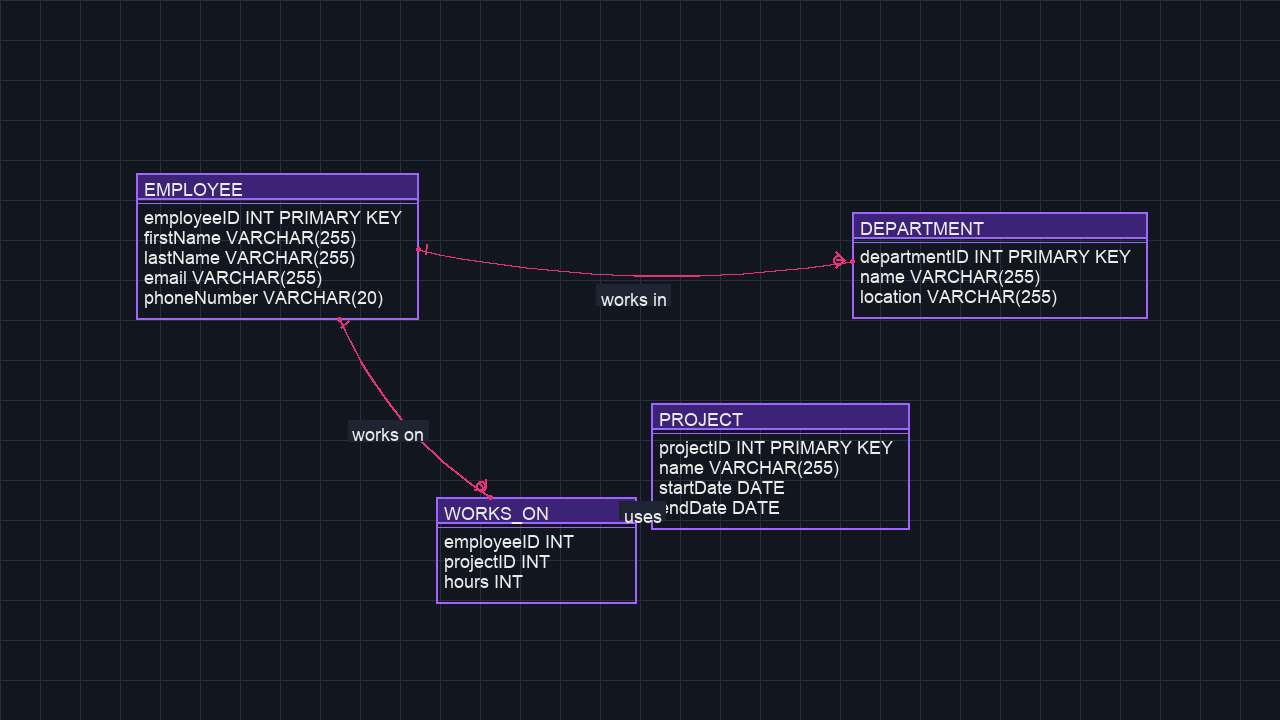 EMPLOYEE
employeeID INT PRIMARY KEY
firstName VARCHAR(255)
lastName VARCHAR(255)
email VARCHAR(255)
phoneNumber VARCHAR(20)
works in
DEPARTMENT
departmentID INT PRIMARY KEY
name VARCHAR(255)
location VARCHAR(255)
works on
PROJECT
projectID INT PRIMARY KEY
name VARCHAR(255)
startDate DATE
endDate DATE
uses
WORKS_ON
employeeID INT
projectID INT
hours INT